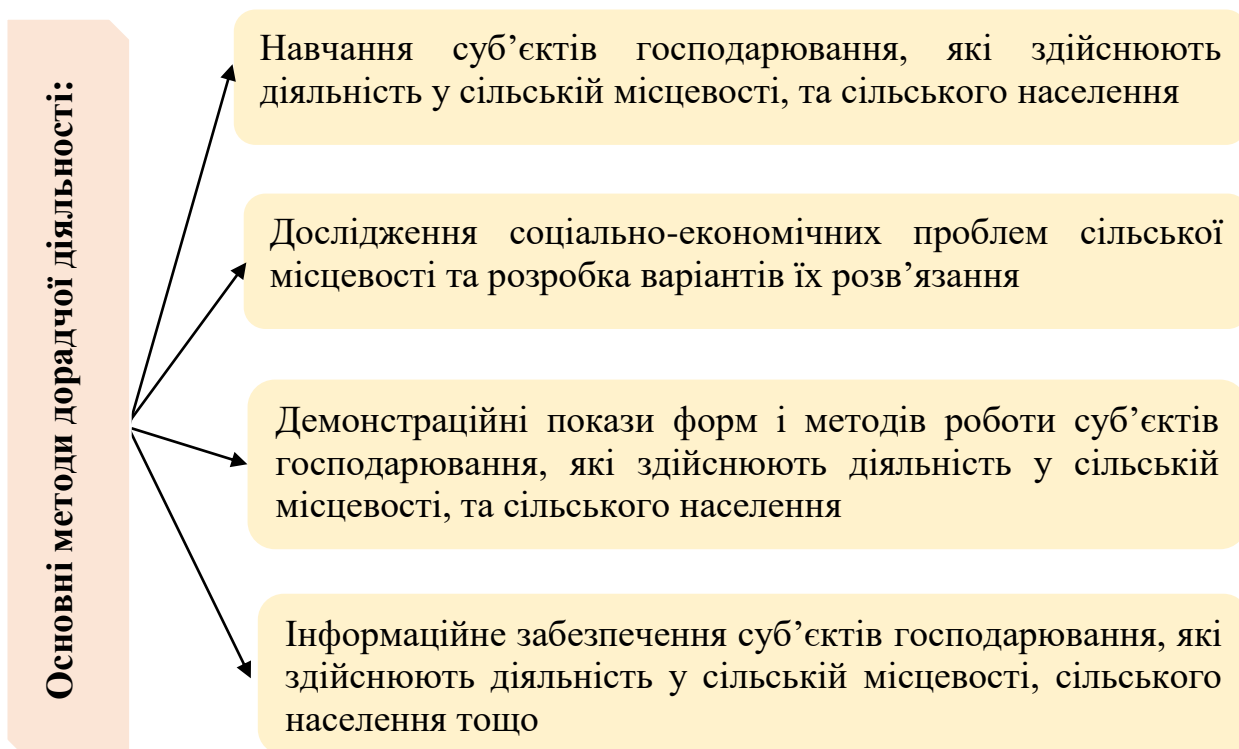 Основні методи дорадчої діяльності:
Навчання суб’єктів господарювання, які здійснюють
діяльність у сільській місцевості, та сільського населення
Дослідження соціально-економічних проблем сільської
місцевості та розробка варіантів їх розв’язання
Демонстраційні покази форм і методів роботи суб’єктів
господарювання, які здійснюють діяльність у сільській
місцевості, та сільського населення
Інформаційне забезпечення суб’єктів господарювання, які
здійснюють діяльність у сільській місцевості, сільського
населення тощо